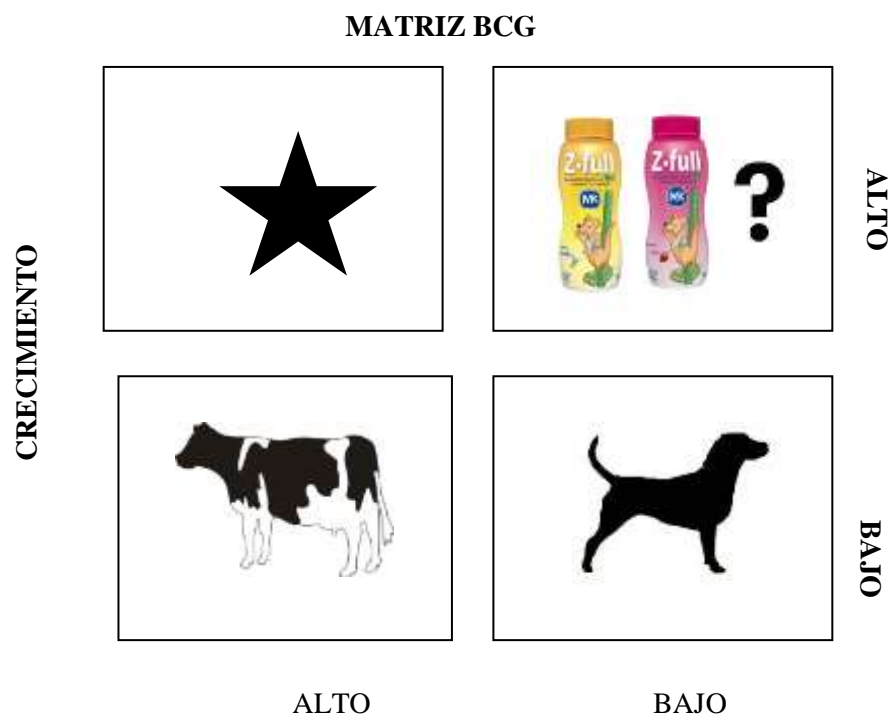 MATRIZ BCG
Z-full
MK
Z-full
MK
?
ALTO
CRECIMIENTO
BAJO
ALTO
BAJO